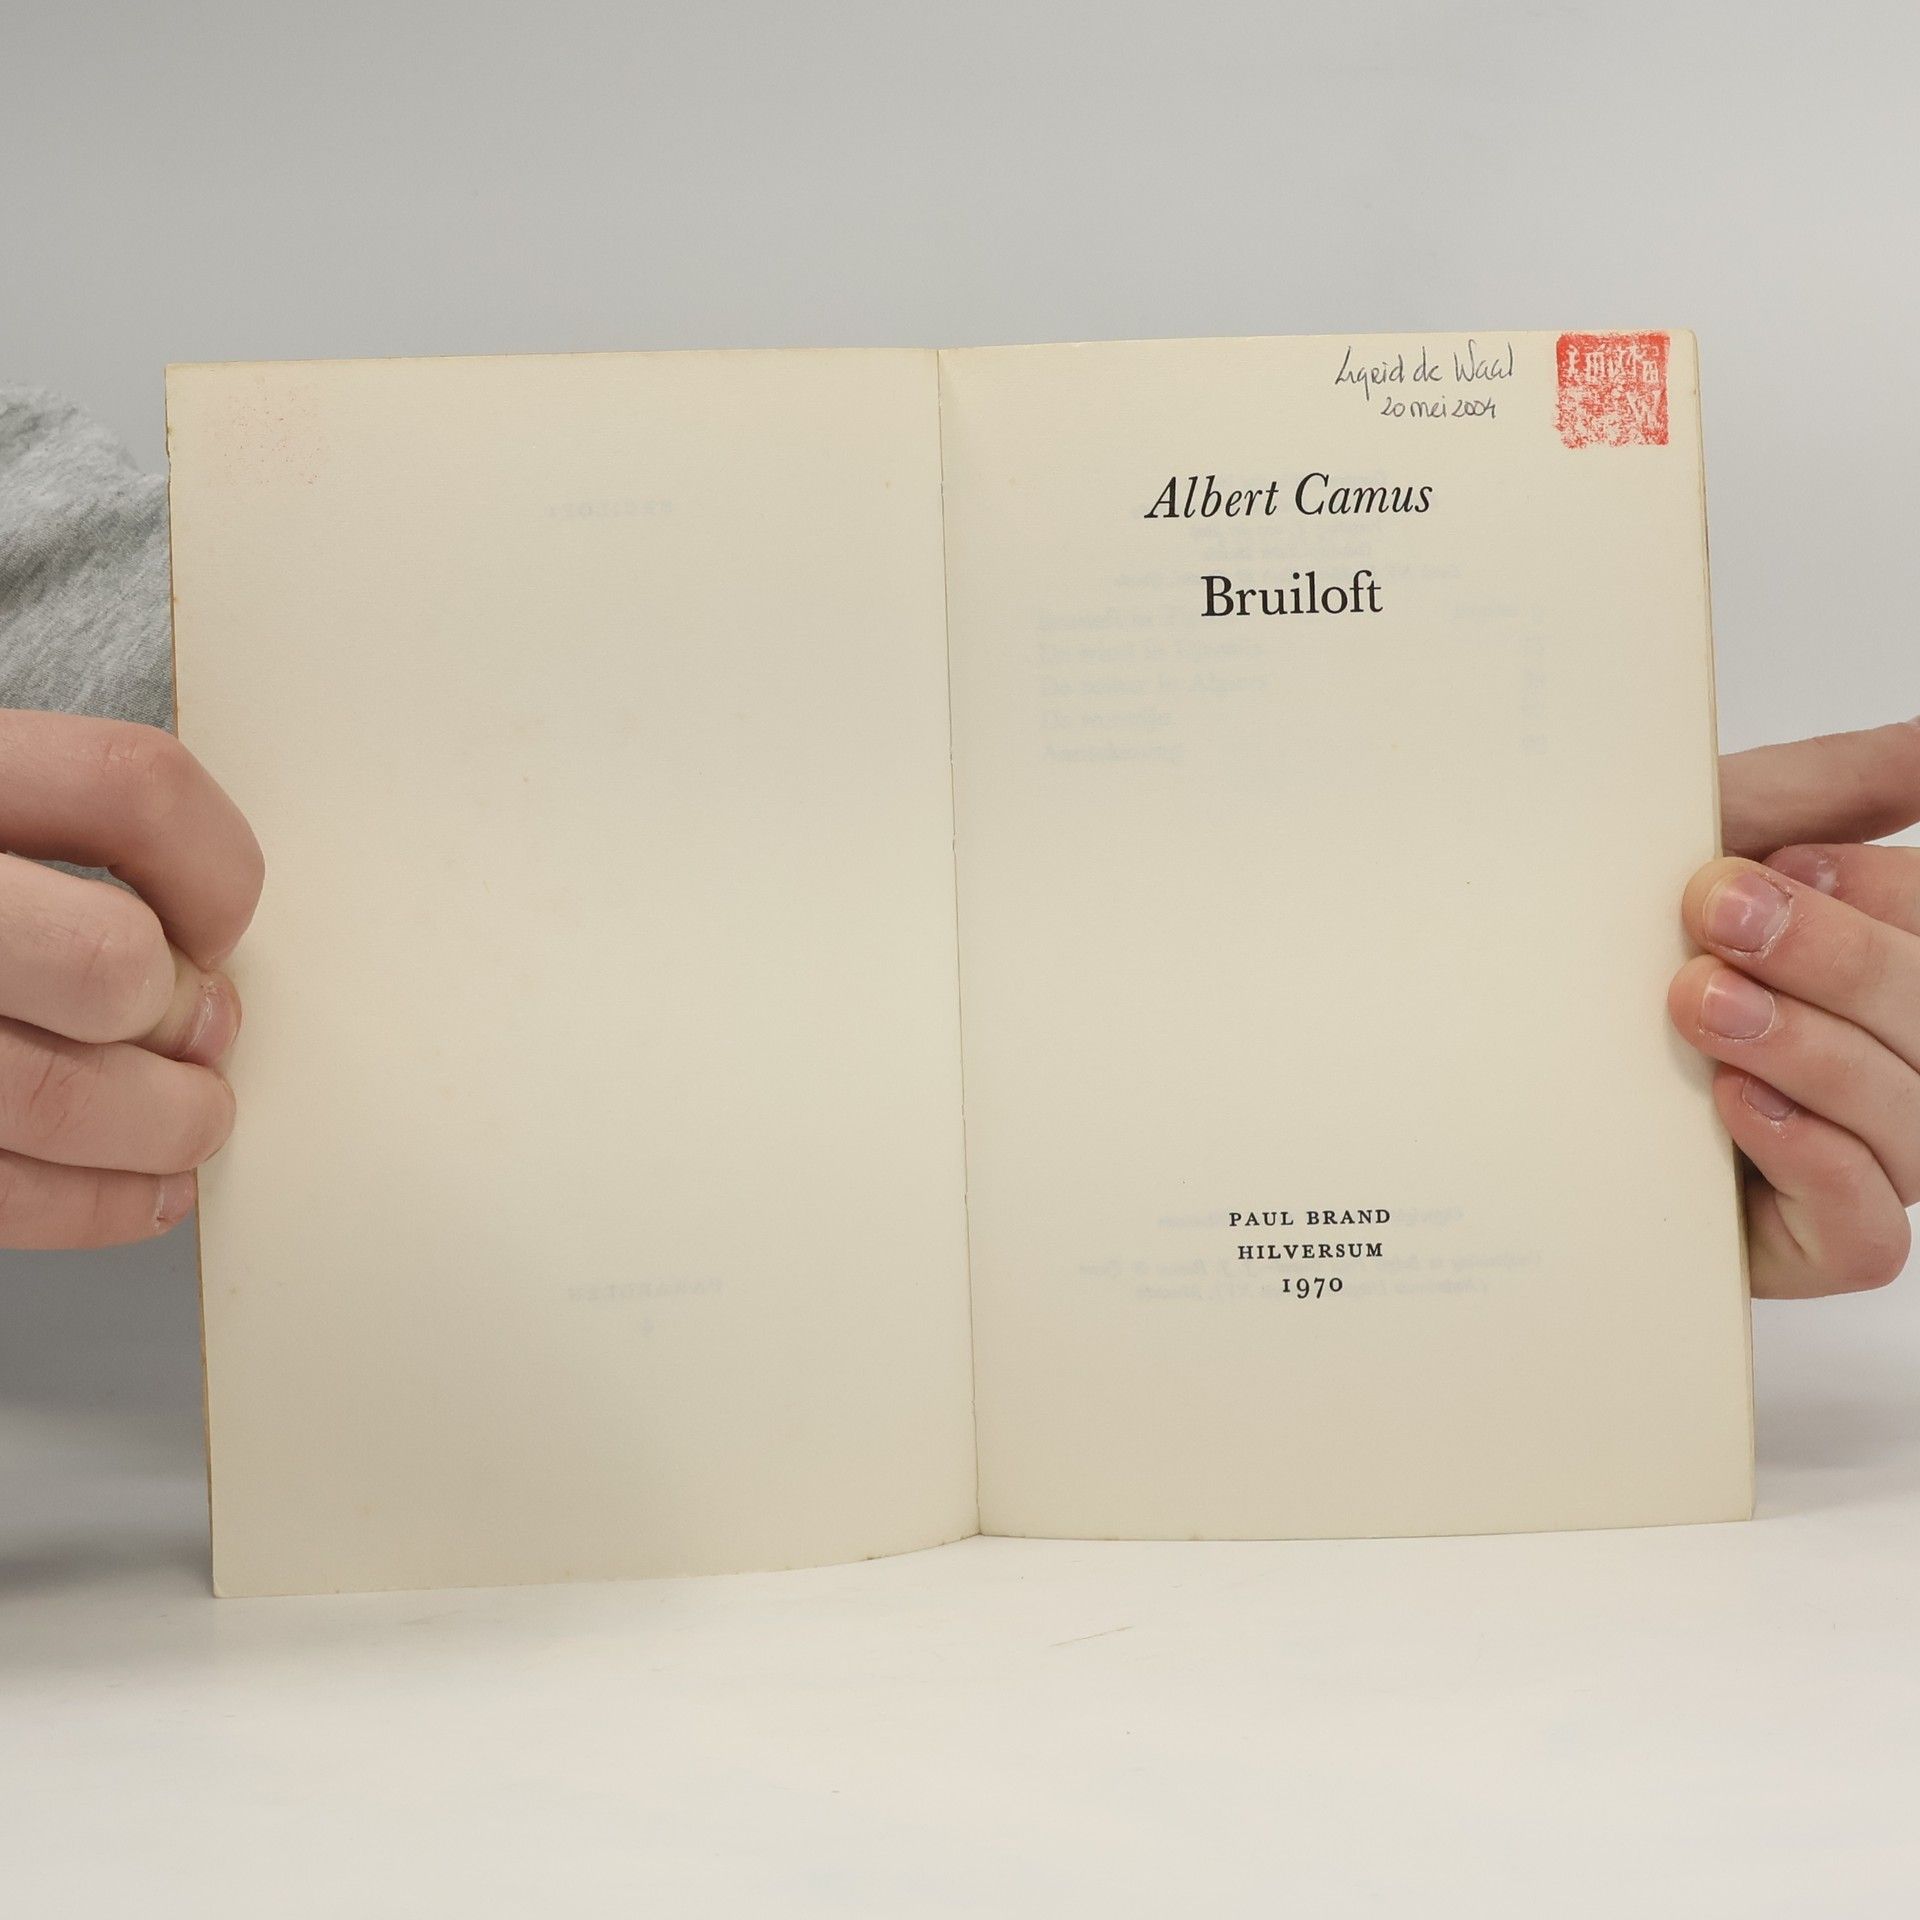 Ingrid de Waal
20 mei 2004
Albert Camus
Bruiloft
PAUL BRAND
HILVERSUM
1970